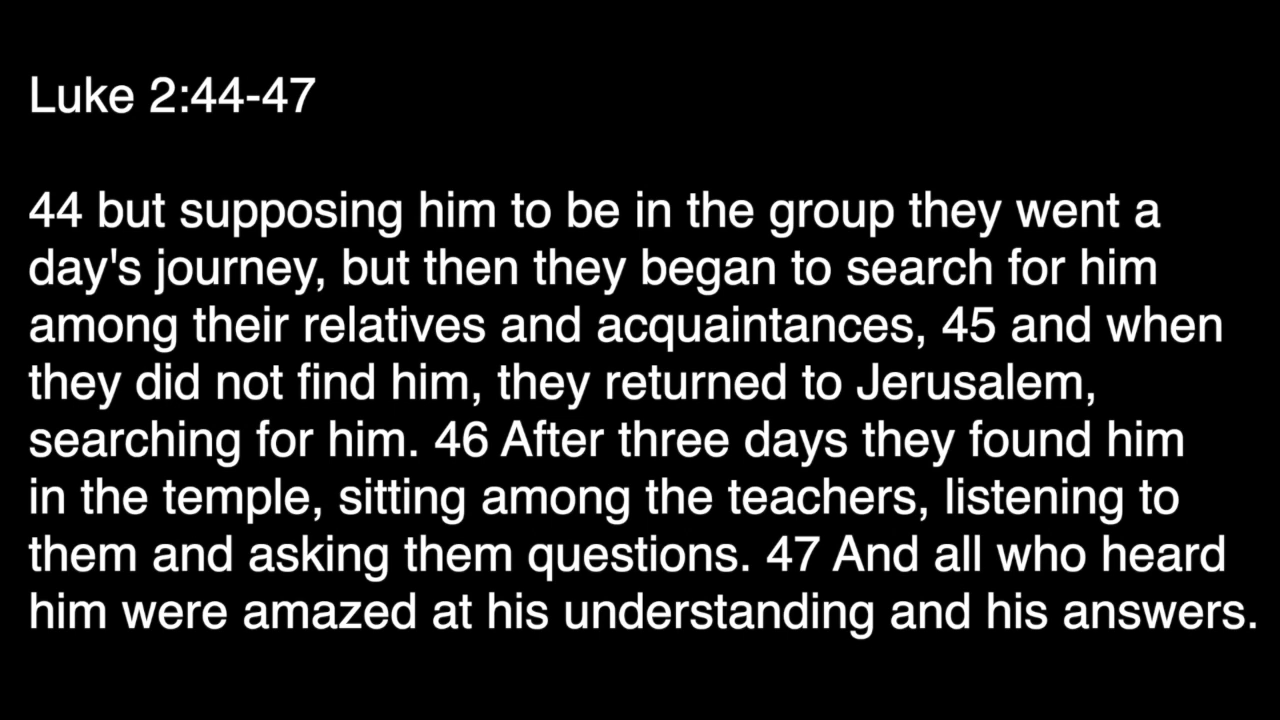 Luke 2:44-47
44 but supposing him to be in the group they went a
day's journey, but then they began to search for him
among their relatives and acquaintances, 45 and when
they did not find him, they returned to Jerusalem,
searching for him. 46 After three days they found him
in the temple, sitting among the teachers, listening to
them and asking them questions. 47 And all who heard
him were amazed at his understanding and his answers.